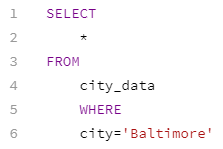 1 SELECT
2     *
3 FROM
4     city_data
5     WHERE
6     city='Baltimore'